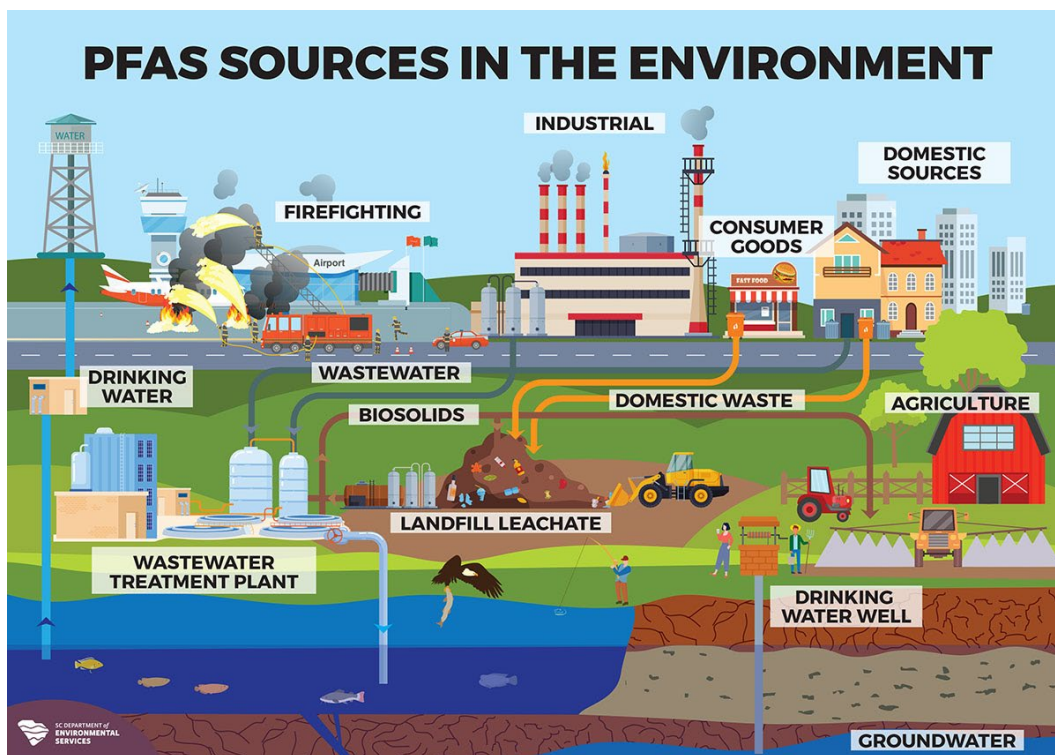 PFAS SOURCES IN THE ENVIRONMENT
WATER
INDUSTRIAL
DOMESTIC
SOURCES
FIREFIGHTING
CONSUMER
GOODS
Airport
FAST FOOD
DRINKING
WATER
WASTEWATER
BIOSOLIDS
DOMESTIC WASTE
AGRICULTURE
LANDFILL LEACHATE
WASTEWATER
TREATMENT PLANT
DRINKING
WATER WELL
SC DEPARTMENT of
ENVIRONMENTAL
SERVICES
GROUNDWATER